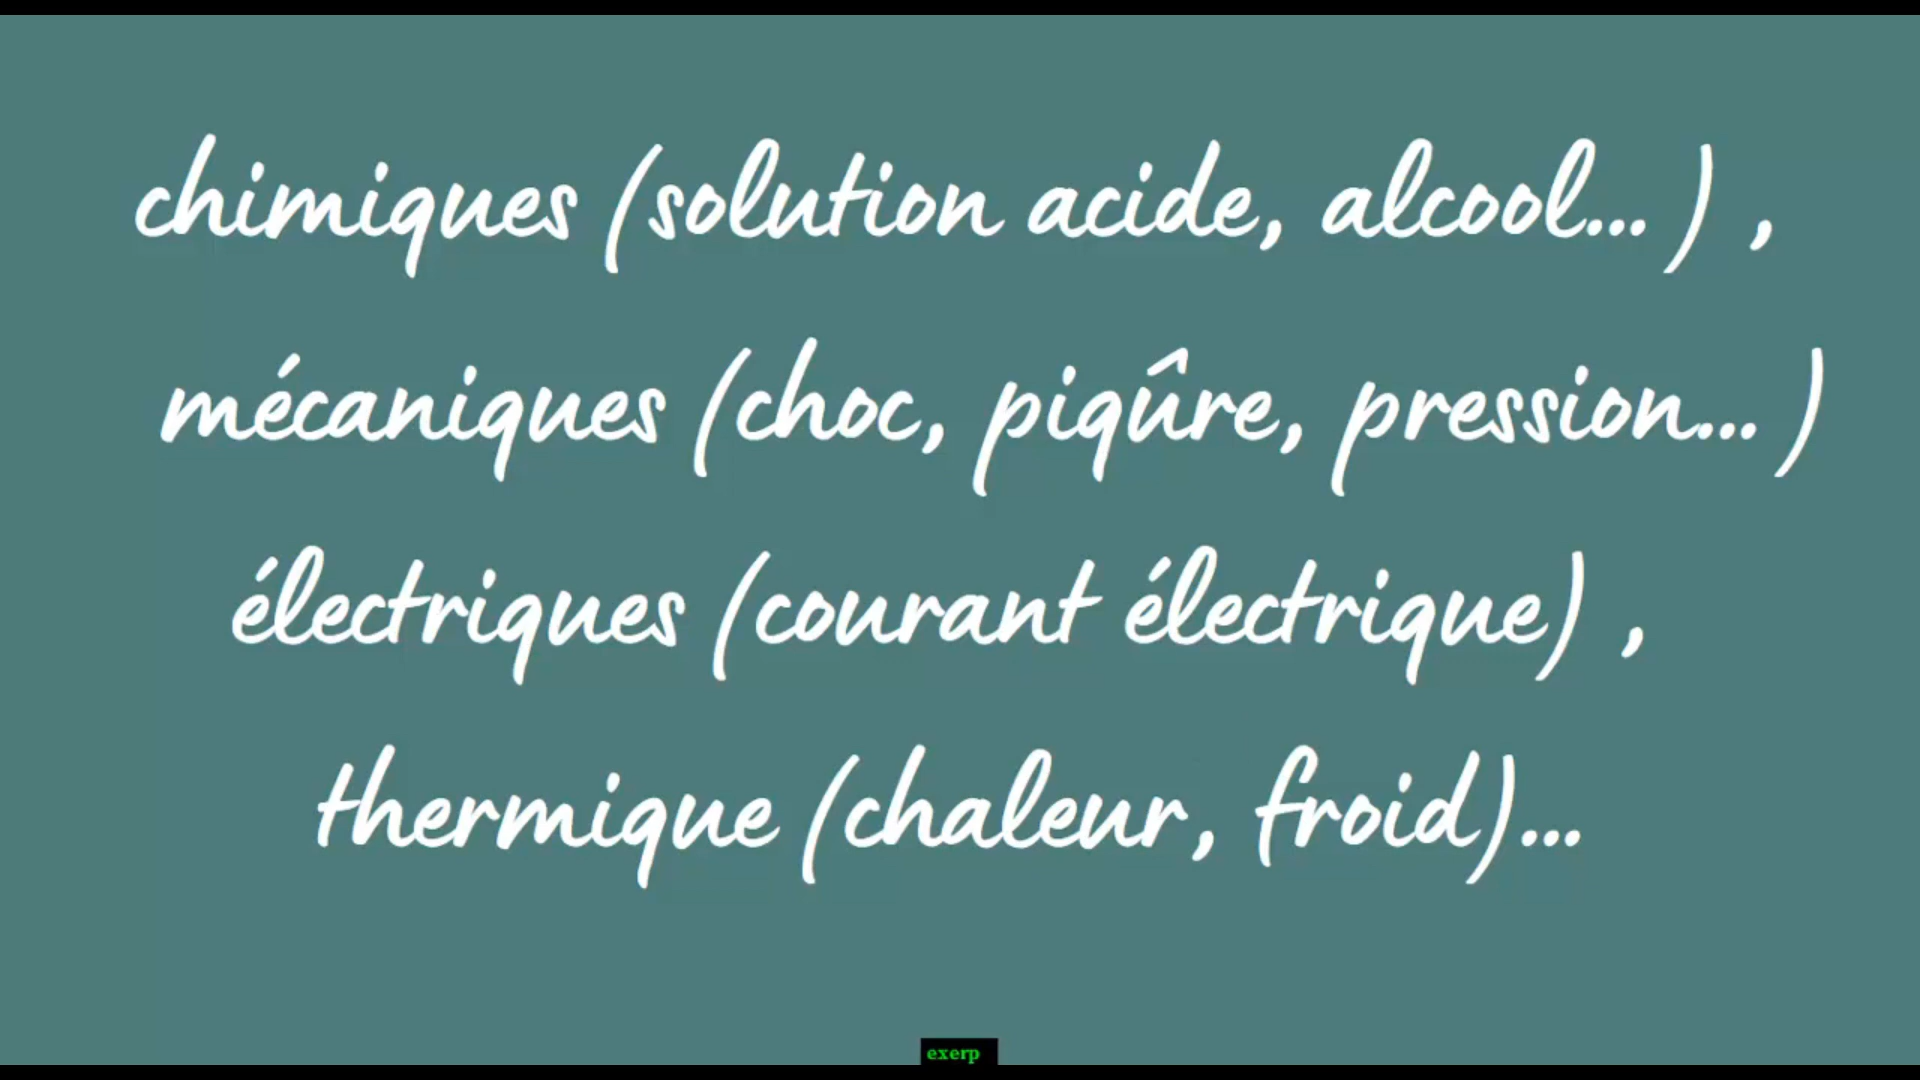 chimiques (solution acide, alcool... ) ,
mécaniques (choc, piqûre, pression... )
électriques (courant électrique) ,
thermique (chaleur, froid)...
exerp